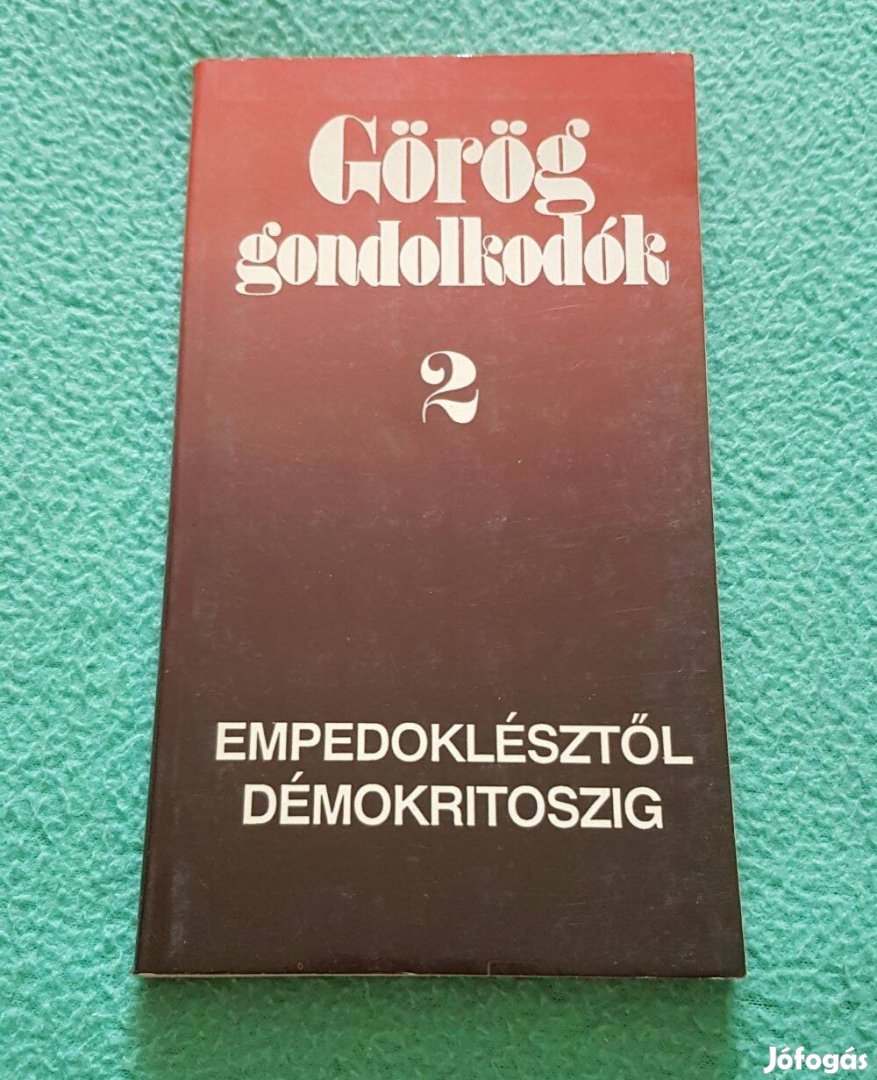 Görög
gondolkodók
2
EMPEDOKLÉSZTŐL
DÉMOKRITOSZIG
Jófogás